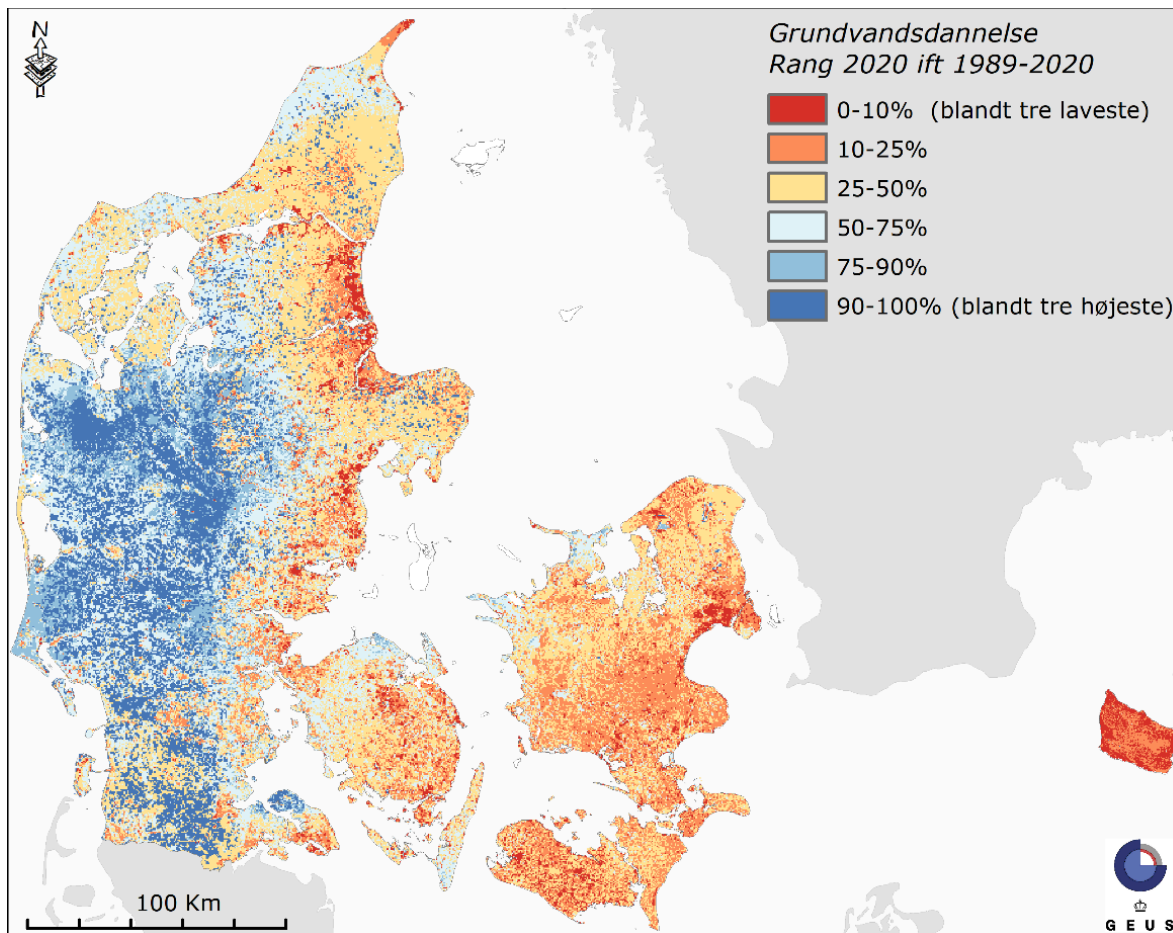 N
Grundvandsdannelse
Rang 2020 ift 1989-2020
0-10% (blandt tre laveste)
10-25%
25-50%
50-75%
75-90%
90-100% (blandt tre højeste)
100 Km
G E U S